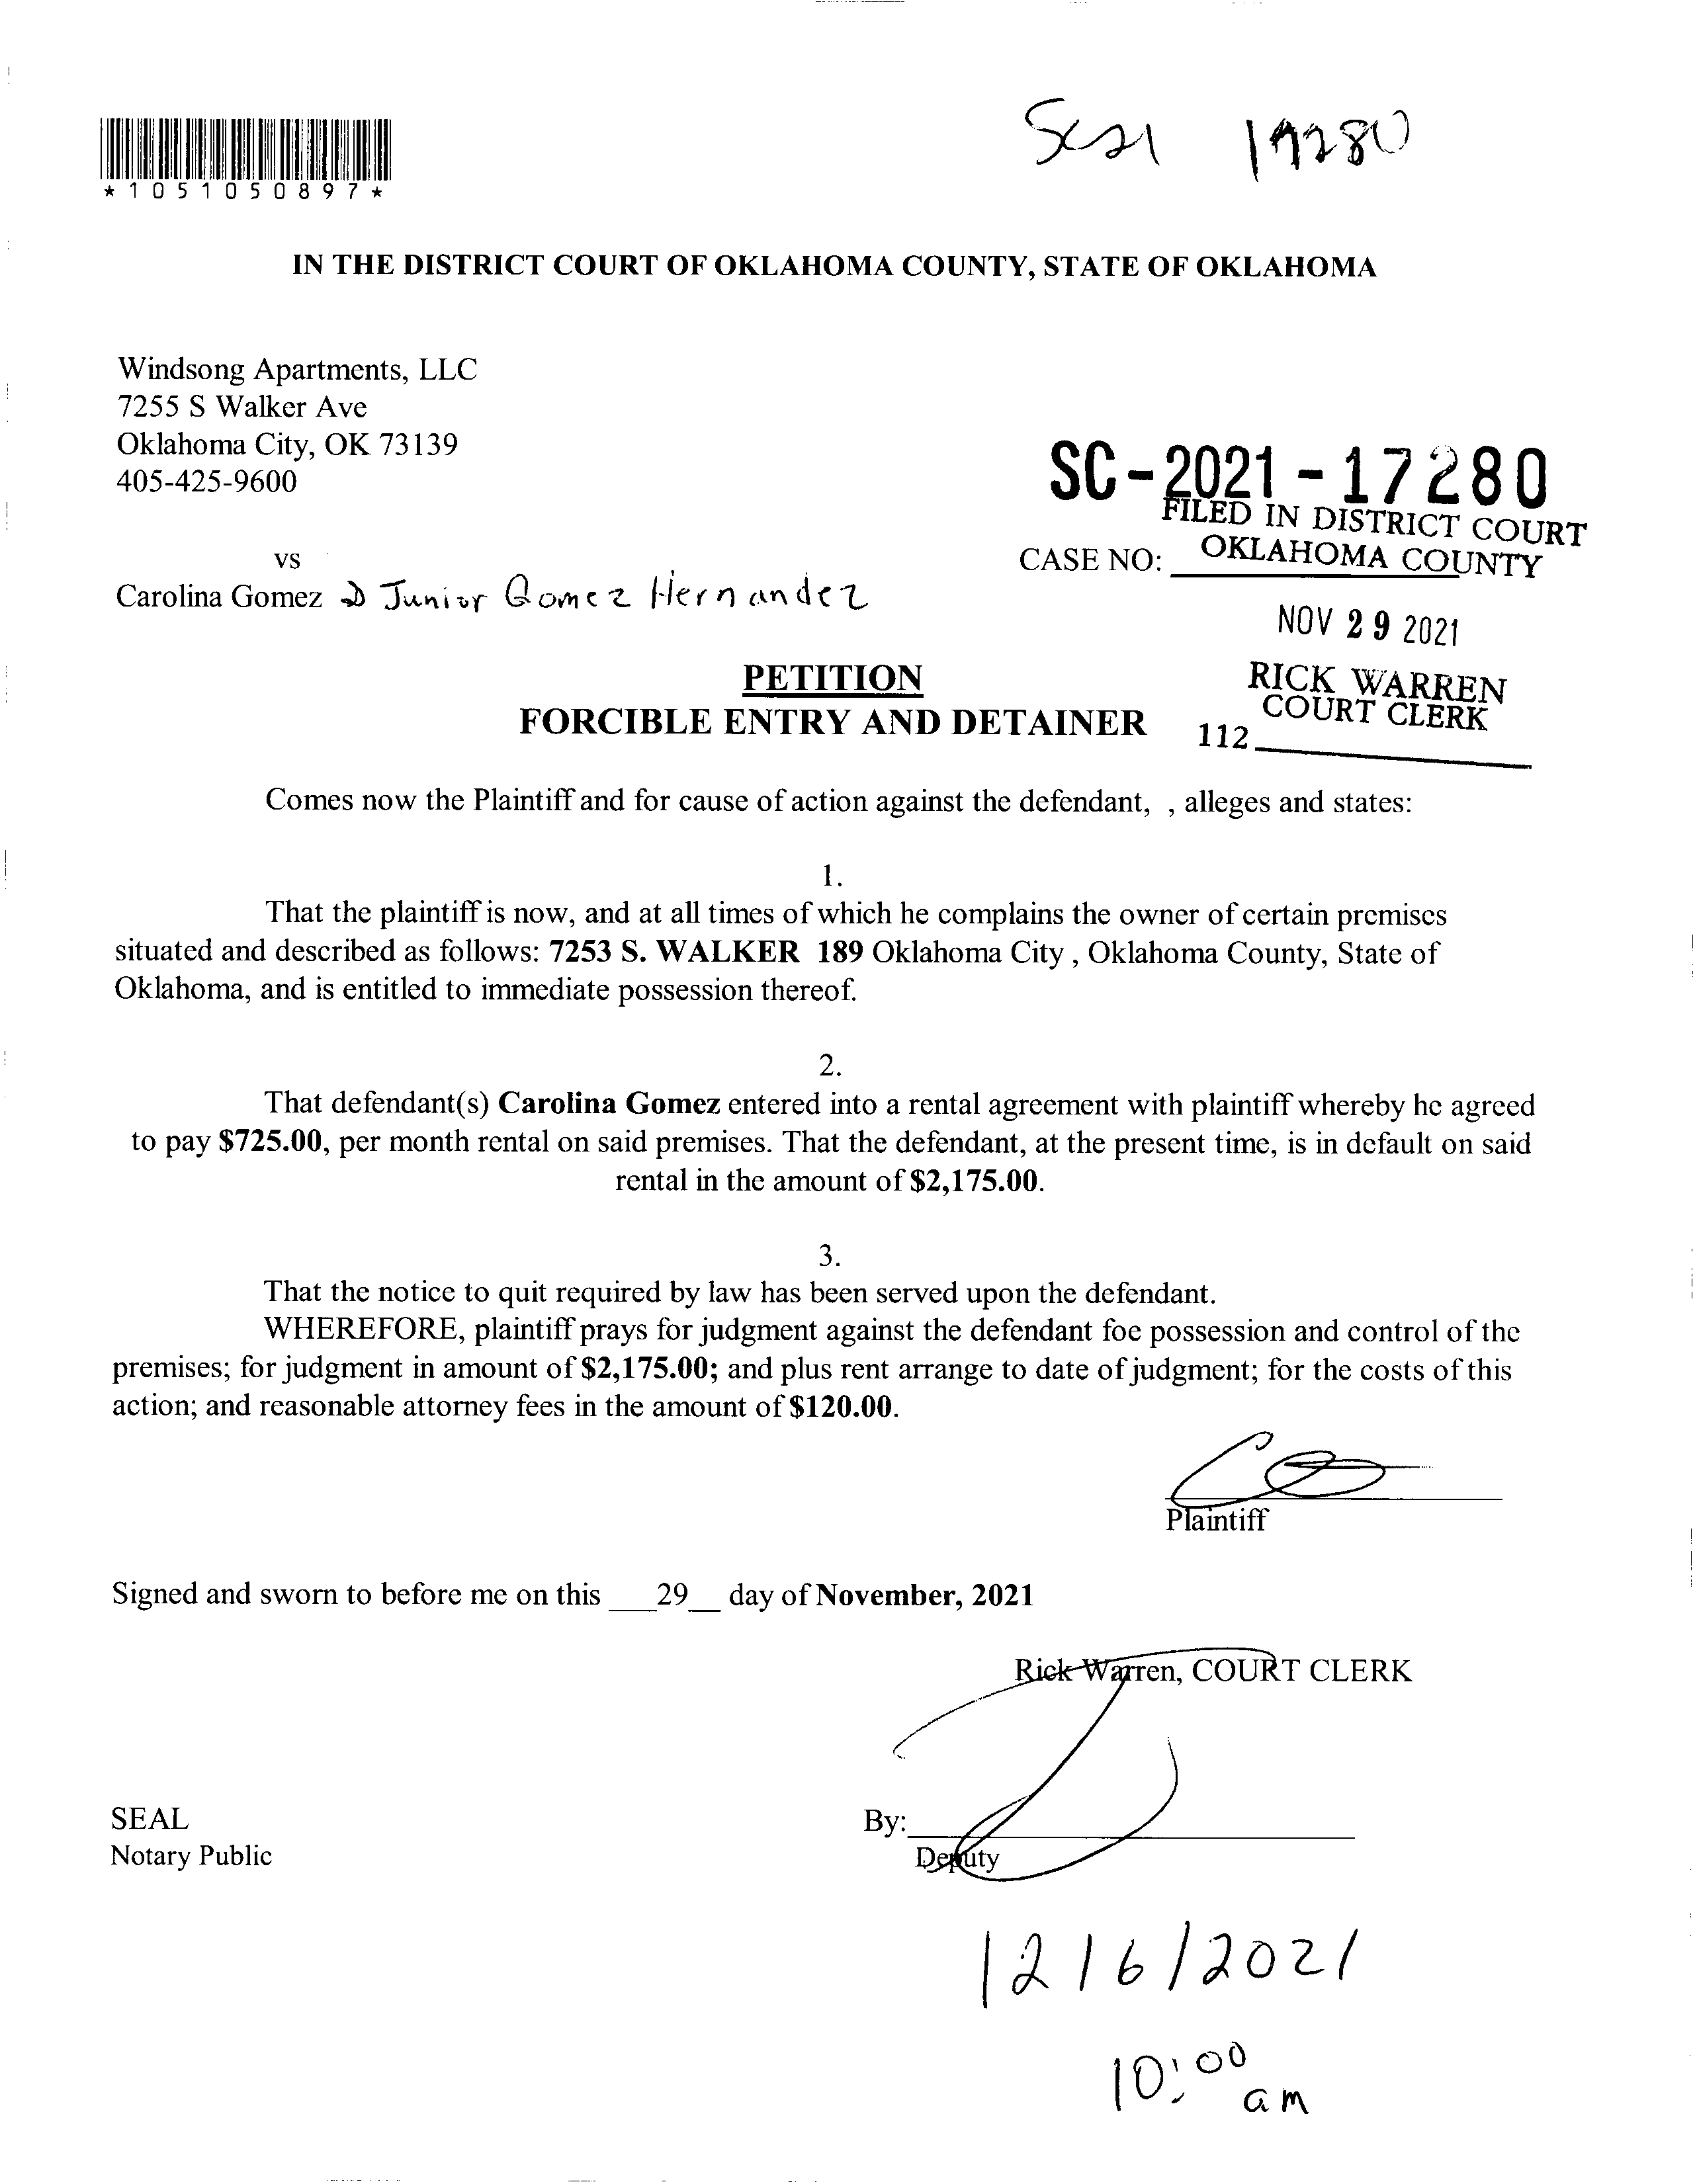 SC21 17280
*1051050897*
IN THE DISTRICT COURT OF OKLAHOMA COUNTY, STATE OF OKLAHOMA
Windsong Apartments, LLC
7255 S Walker Ave
Oklahoma City, OK 73139
405-425-9600
SC-2021-17280
FILED IN DISTRICT COURT
OKLAHOMA COUNTY
CASE NO:
vs
Carolina Gomez & Junior Gomez Hernandez
NOV 29 2021
RICK WARREN
COURT CLERK
112
PETITION
FORCIBLE ENTRY AND DETAINER
Comes now the Plaintiff and for cause of action against the defendant, , alleges and states:
1.
That the plaintiff is now, and at all times of which he complains the owner of certain premises
situated and described as follows: 7253 S. WALKER 189 Oklahoma City , Oklahoma County, State of
Oklahoma, and is entitled to immediate possession thereof.
2.
That defendant(s) Carolina Gomez entered into a rental agreement with plaintiff whereby he agreed
to pay $725.00, per month rental on said premises. That the defendant, at the present time, is in default on said
rental in the amount of $2,175.00.
3.
That the notice to quit required by law has been served upon the defendant.
WHEREFORE, plaintiff prays for judgment against the defendant foe possession and control of the
premises; for judgment in amount of $2,175.00; and plus rent arrange to date of judgment; for the costs of this
action; and reasonable attorney fees in the amount of $120.00.
Plaintiff
Signed and sworn to before me on this ___29__ day of November, 2021
Rick Warren, COURT CLERK
SEAL
Notary Public
By:
Deputy
12/6/2021
10:00 am